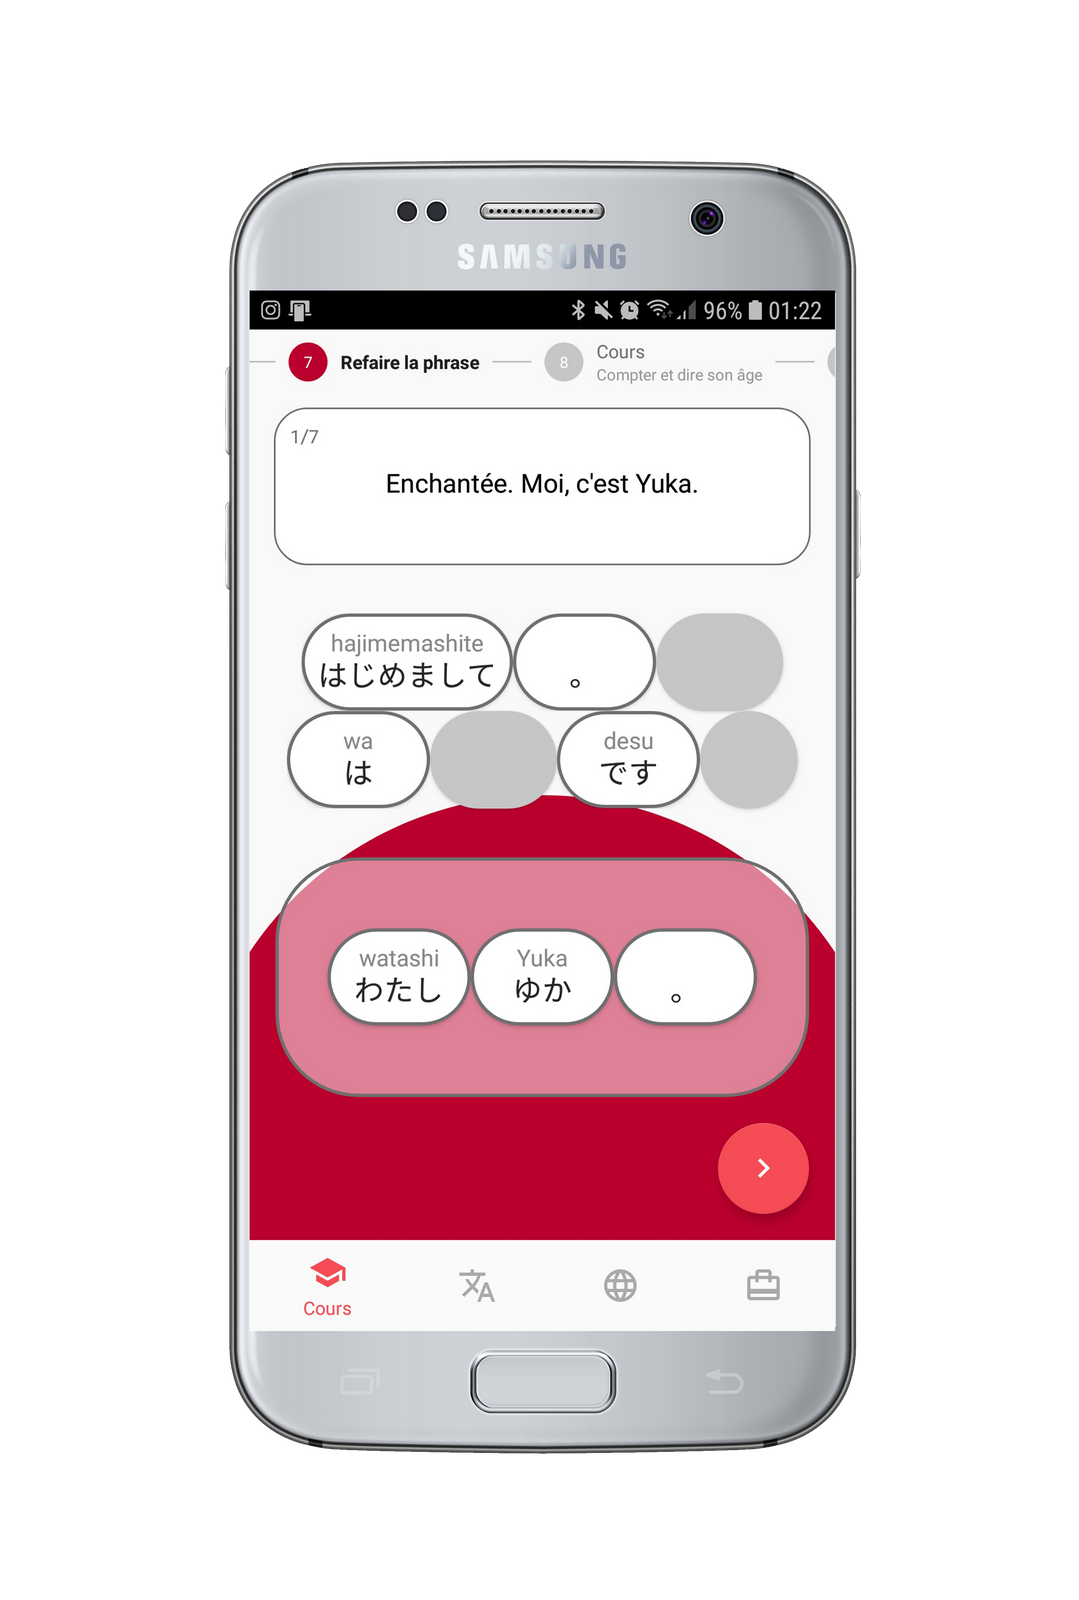 SAMSUNG
96% 01:22
7 Refaire la phrase 8 Cours
Compter et dire son âge
1/7
Enchantée. Moi, c'est Yuka.
hajimemashite
はじめまして 。
wa desu
は です
watashi Yuka
わたし ゆか 。
Cours